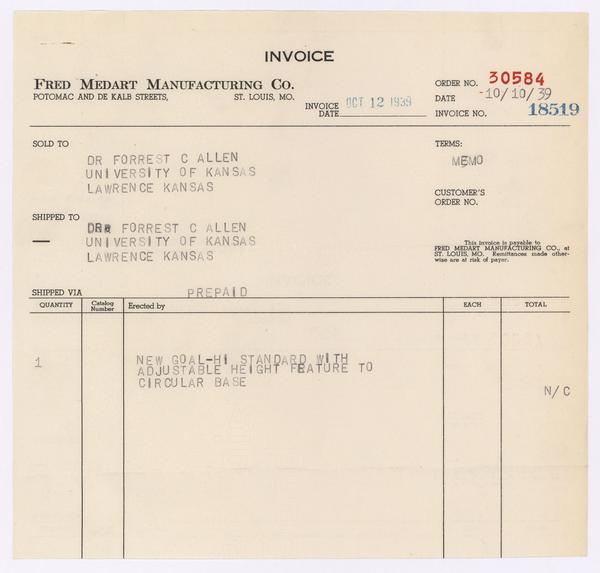 INVOICE
FRED MEDART MANUFACTURING CO.
POTOMAC AND DE KALB STREETS, ST. LOUIS, MO.
ORDER NO. 30584
INVOICE DATE OCT 12 1939
DATE 10/10/39
INVOICE NO. 18519
SOLD TO
DR FORREST C ALLEN
UNIVERSITY OF KANSAS
LAWRENCE KANSAS
TERMS:
MEMO
CUSTOMER'S
ORDER NO.
SHIPPED TO
DR FORREST C ALLEN
UNIVERSITY OF KANSAS
LAWRENCE KANSAS
This invoice is payable to
FRED MEDART MANUFACTURING CO., at
ST. LOUIS, MO. Remittances made other-
wise are at risk of payer.
SHIPPED VIA PREPAID
QUANTITY Catalog Number Erected by EACH TOTAL
1 NEW GOAL-HI STANDARD WITH
ADJUSTABLE HEIGHT FEATURE TO
CIRCULAR BASE
N/C